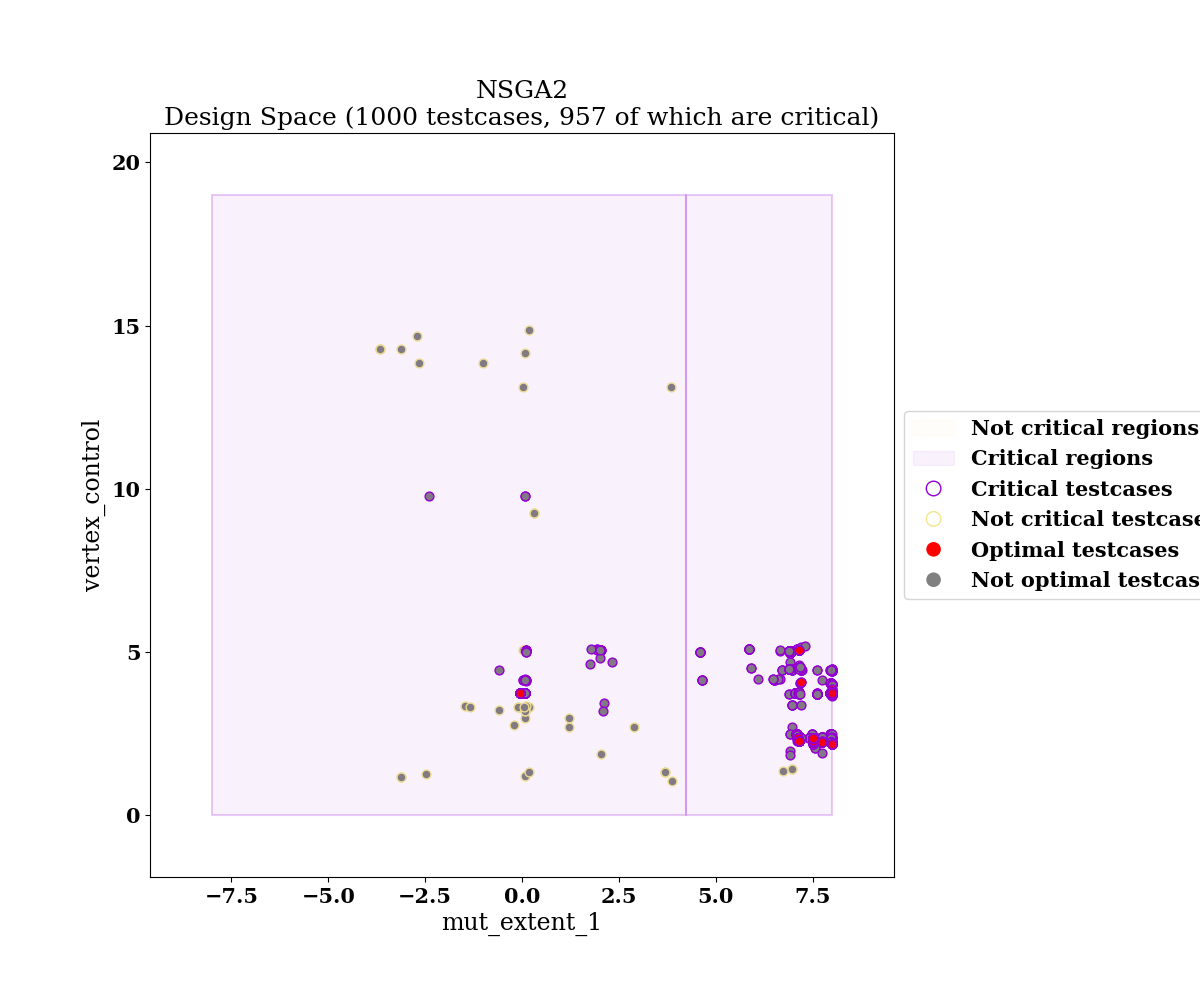 NSGA2
Design Space (1000 testcases, 957 of which are critical)
20
15
10
5
0
vertex_control
−7.5 −5.0 −2.5 0.0 2.5 5.0 7.5
mut_extent_1
Not critical regions
Critical regions
Critical testcases
Not critical testcase
Optimal testcases
Not optimal testcas